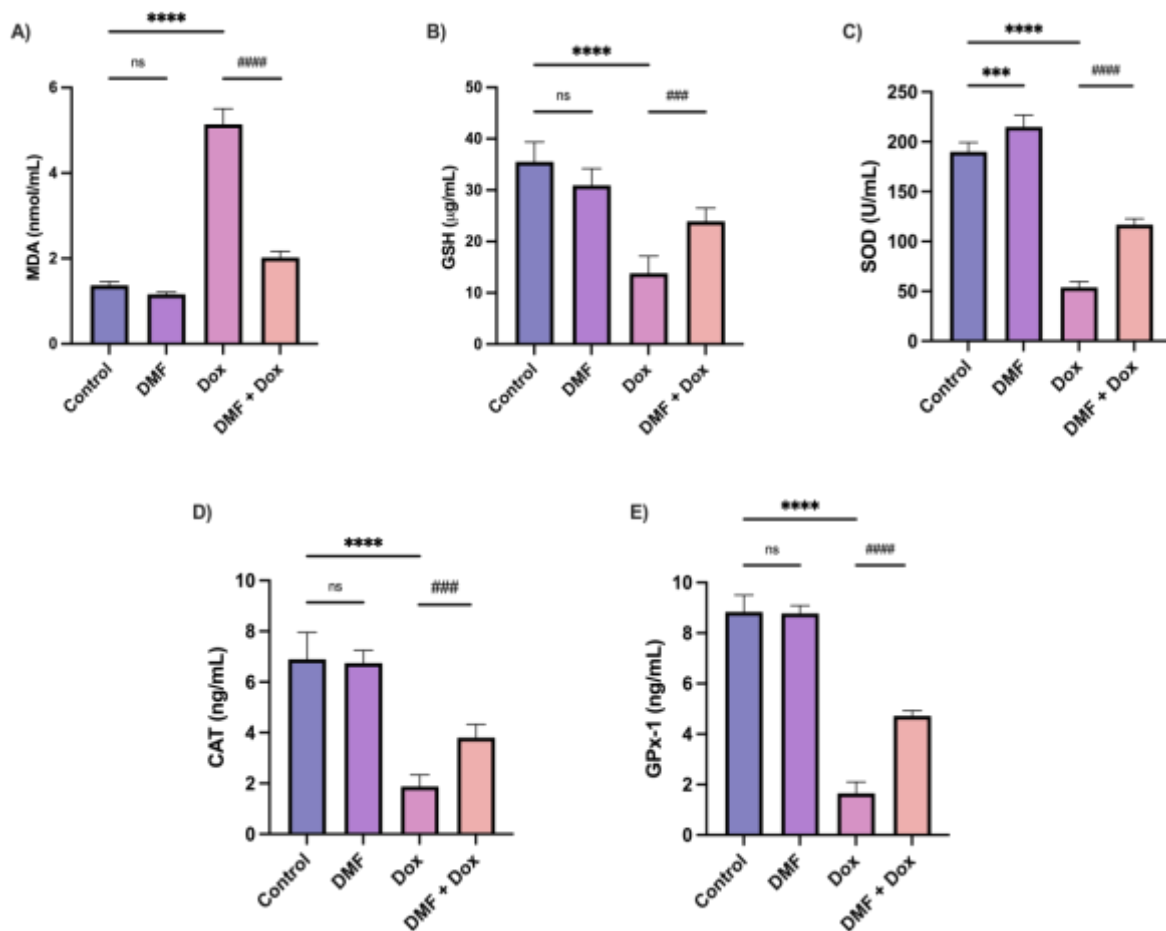 A)
****
ns
####
MDA (nmol/mL)
6
4
2
0
Control
DMF
Dox
DMF + Dox
B)
****
ns
###
GSH (μg/mL)
50
40
30
20
10
0
Control
DMF
Dox
DMF + Dox
C)
****
***
####
SOD (U/mL)
250
200
150
100
50
0
Control
DMF
Dox
DMF + Dox
D)
****
ns
###
CAT (ng/mL)
10
8
6
4
2
0
Control
DMF
Dox
DMF + Dox
E)
****
ns
####
GPx-1 (ng/mL)
10
8
6
4
2
0
Control
DMF
Dox
DMF + Dox